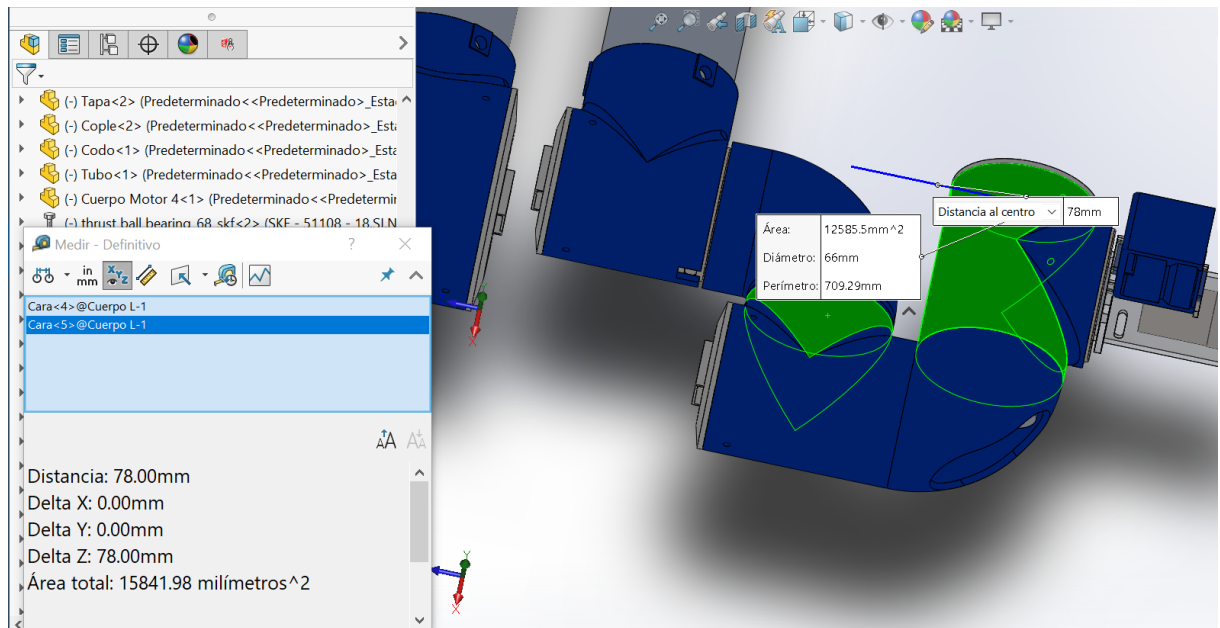 (-) Tapa<2> (Predeterminado<<Predeterminado>_Esta
(-) Cople<2> (Predeterminado<<Predeterminado>_Esta
(-) Codo<1> (Predeterminado<<Predeterminado>_Esta
(-) Tubo<1> (Predeterminado<<Predeterminado>_Esta
(-) Cuerpo Motor 4<1> (Predeterminado<<Predetermir
(-) thrust ball bearing_68_skf<2> (SKF - 51108 - 18,SI,N
Medir - Definitivo
in
mm
XYZ
Cara<4>@Cuerpo L-1
Cara<5>@Cuerpo L-1
Distancia: 78.00mm
Delta X: 0.00mm
Delta Y: 0.00mm
Delta Z: 78.00mm
Área total: 15841.98 milímetros^2
Distancia al centro 78mm
Área: 12585.5mm^2
Diámetro: 66mm
Perímetro: 709.29mm
X
Y
X